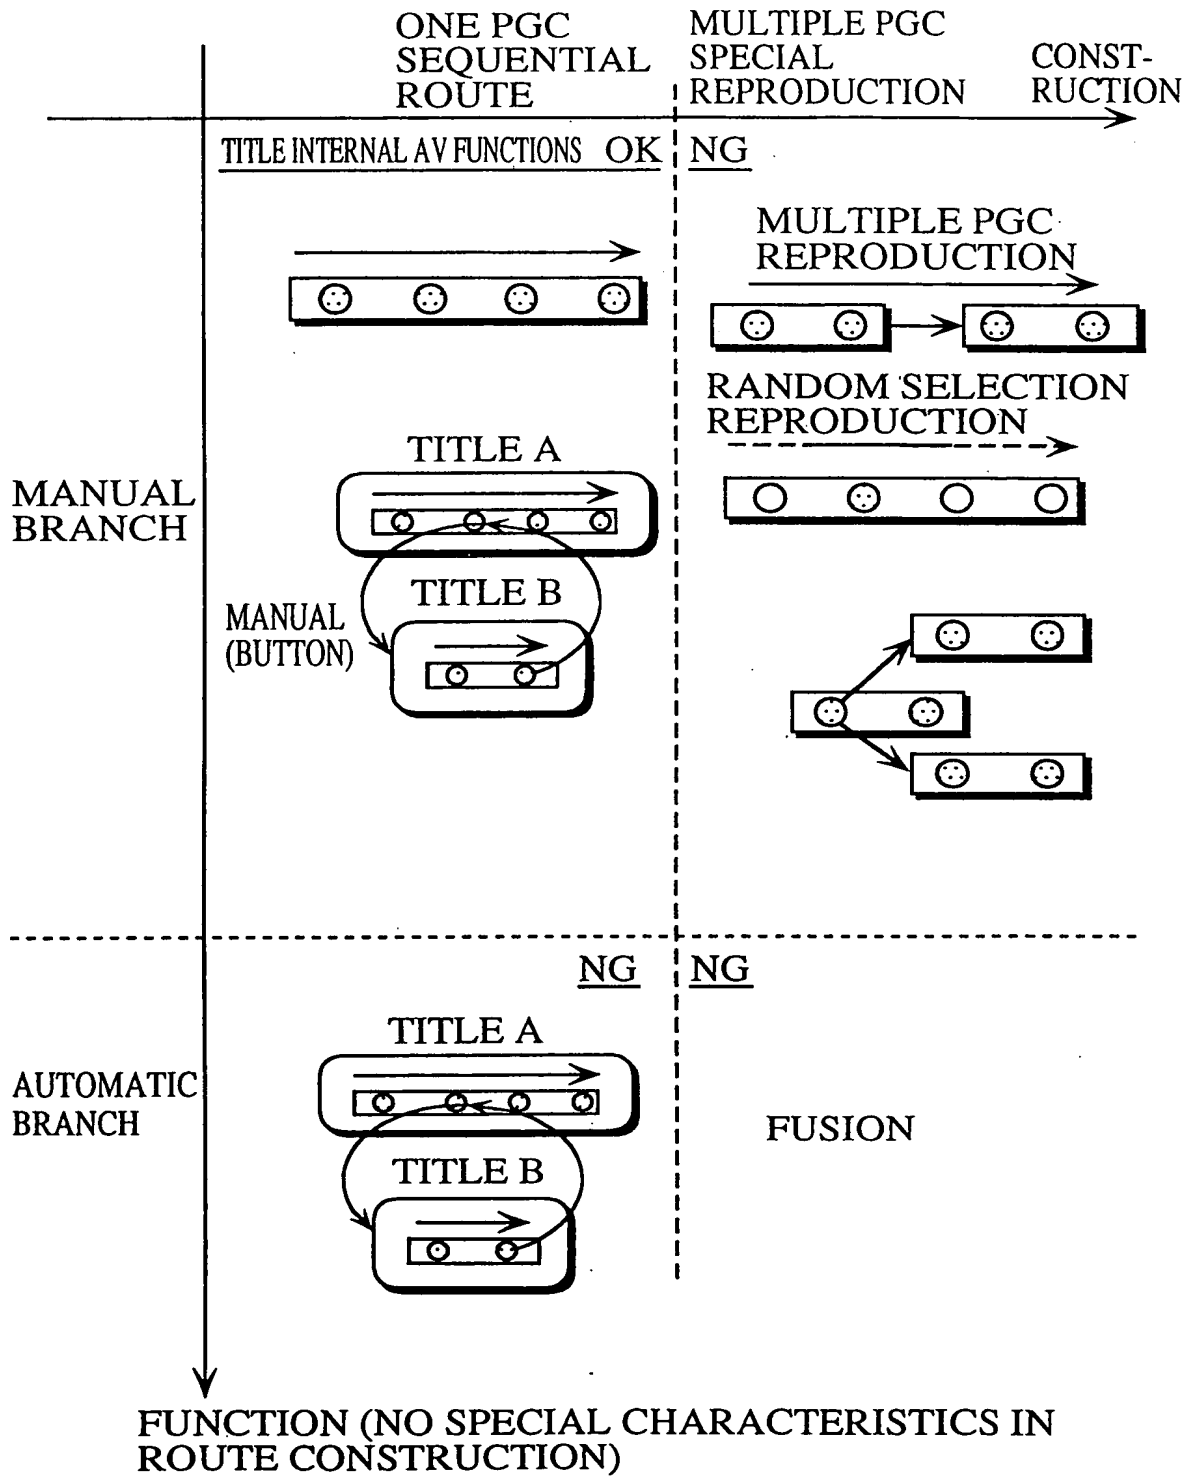 ONE PGC
SEQUENTIAL
ROUTE
MULTIPLE PGC
SPECIAL
REPRODUCTION
CONST-
RUCTION
TITLE INTERNAL AV FUNCTIONS OK
NG
MULTIPLE PGC
REPRODUCTION
RANDOM SELECTION
REPRODUCTION
MANUAL
BRANCH
TITLE A
TITLE B
MANUAL
(BUTTON)
NG
NG
AUTOMATIC
BRANCH
TITLE A
TITLE B
FUSION
FUNCTION (NO SPECIAL CHARACTERISTICS IN
ROUTE CONSTRUCTION)